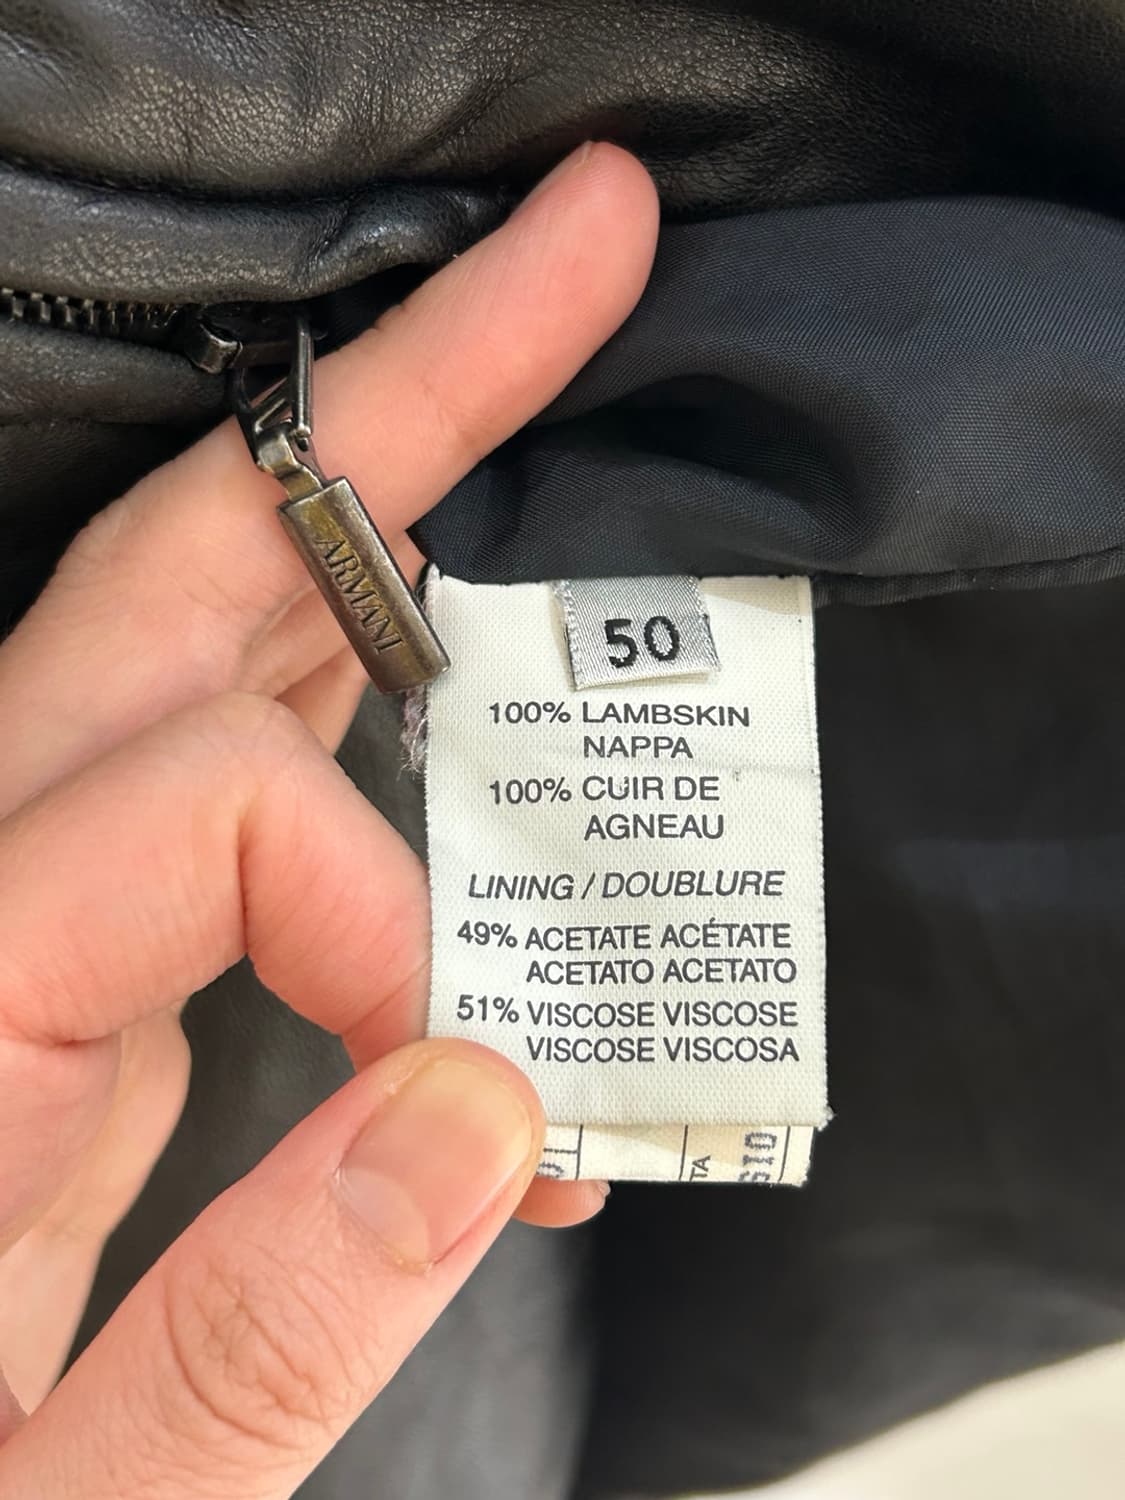 ARMANI
50
100% LAMBSKIN
NAPPA
100% CUIR DE
AGNEAU
LINING / DOUBLURE
49% ACETATE ACÉTATE
ACETATO ACETATO
51% VISCOSE VISCOSE
VISCOSE VISCOSA
TA